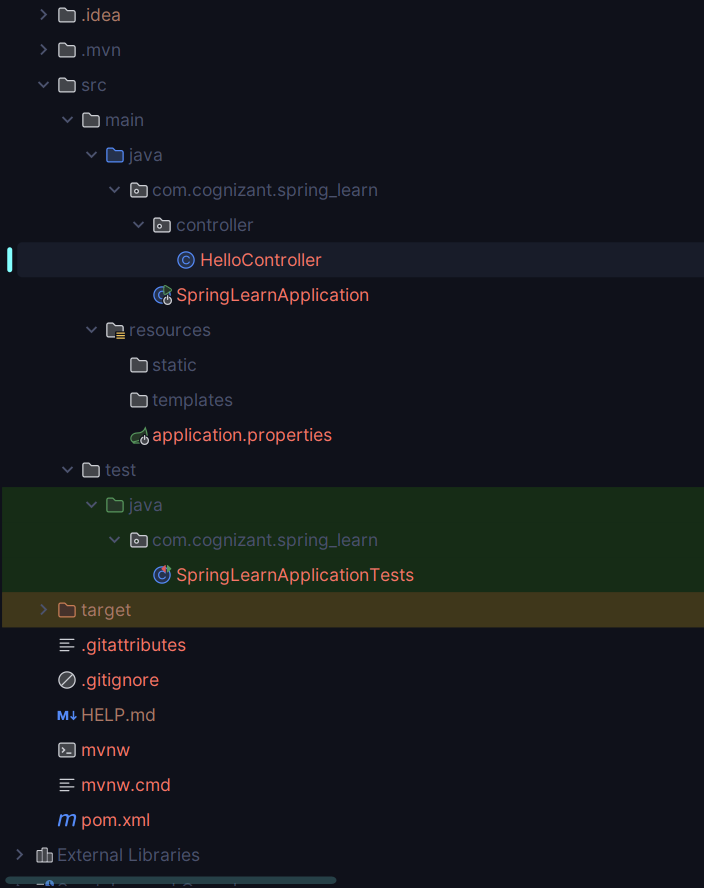 .idea
.mvn
src
main
java
com.cognizant.spring_learn
controller
HelloController
SpringLearnApplication
resources
static
templates
application.properties
test
java
com.cognizant.spring_learn
SpringLearnApplicationTests
target
.gitattributes
.gitignore
HELP.md
mvnw
mvnw.cmd
pom.xml
External Libraries